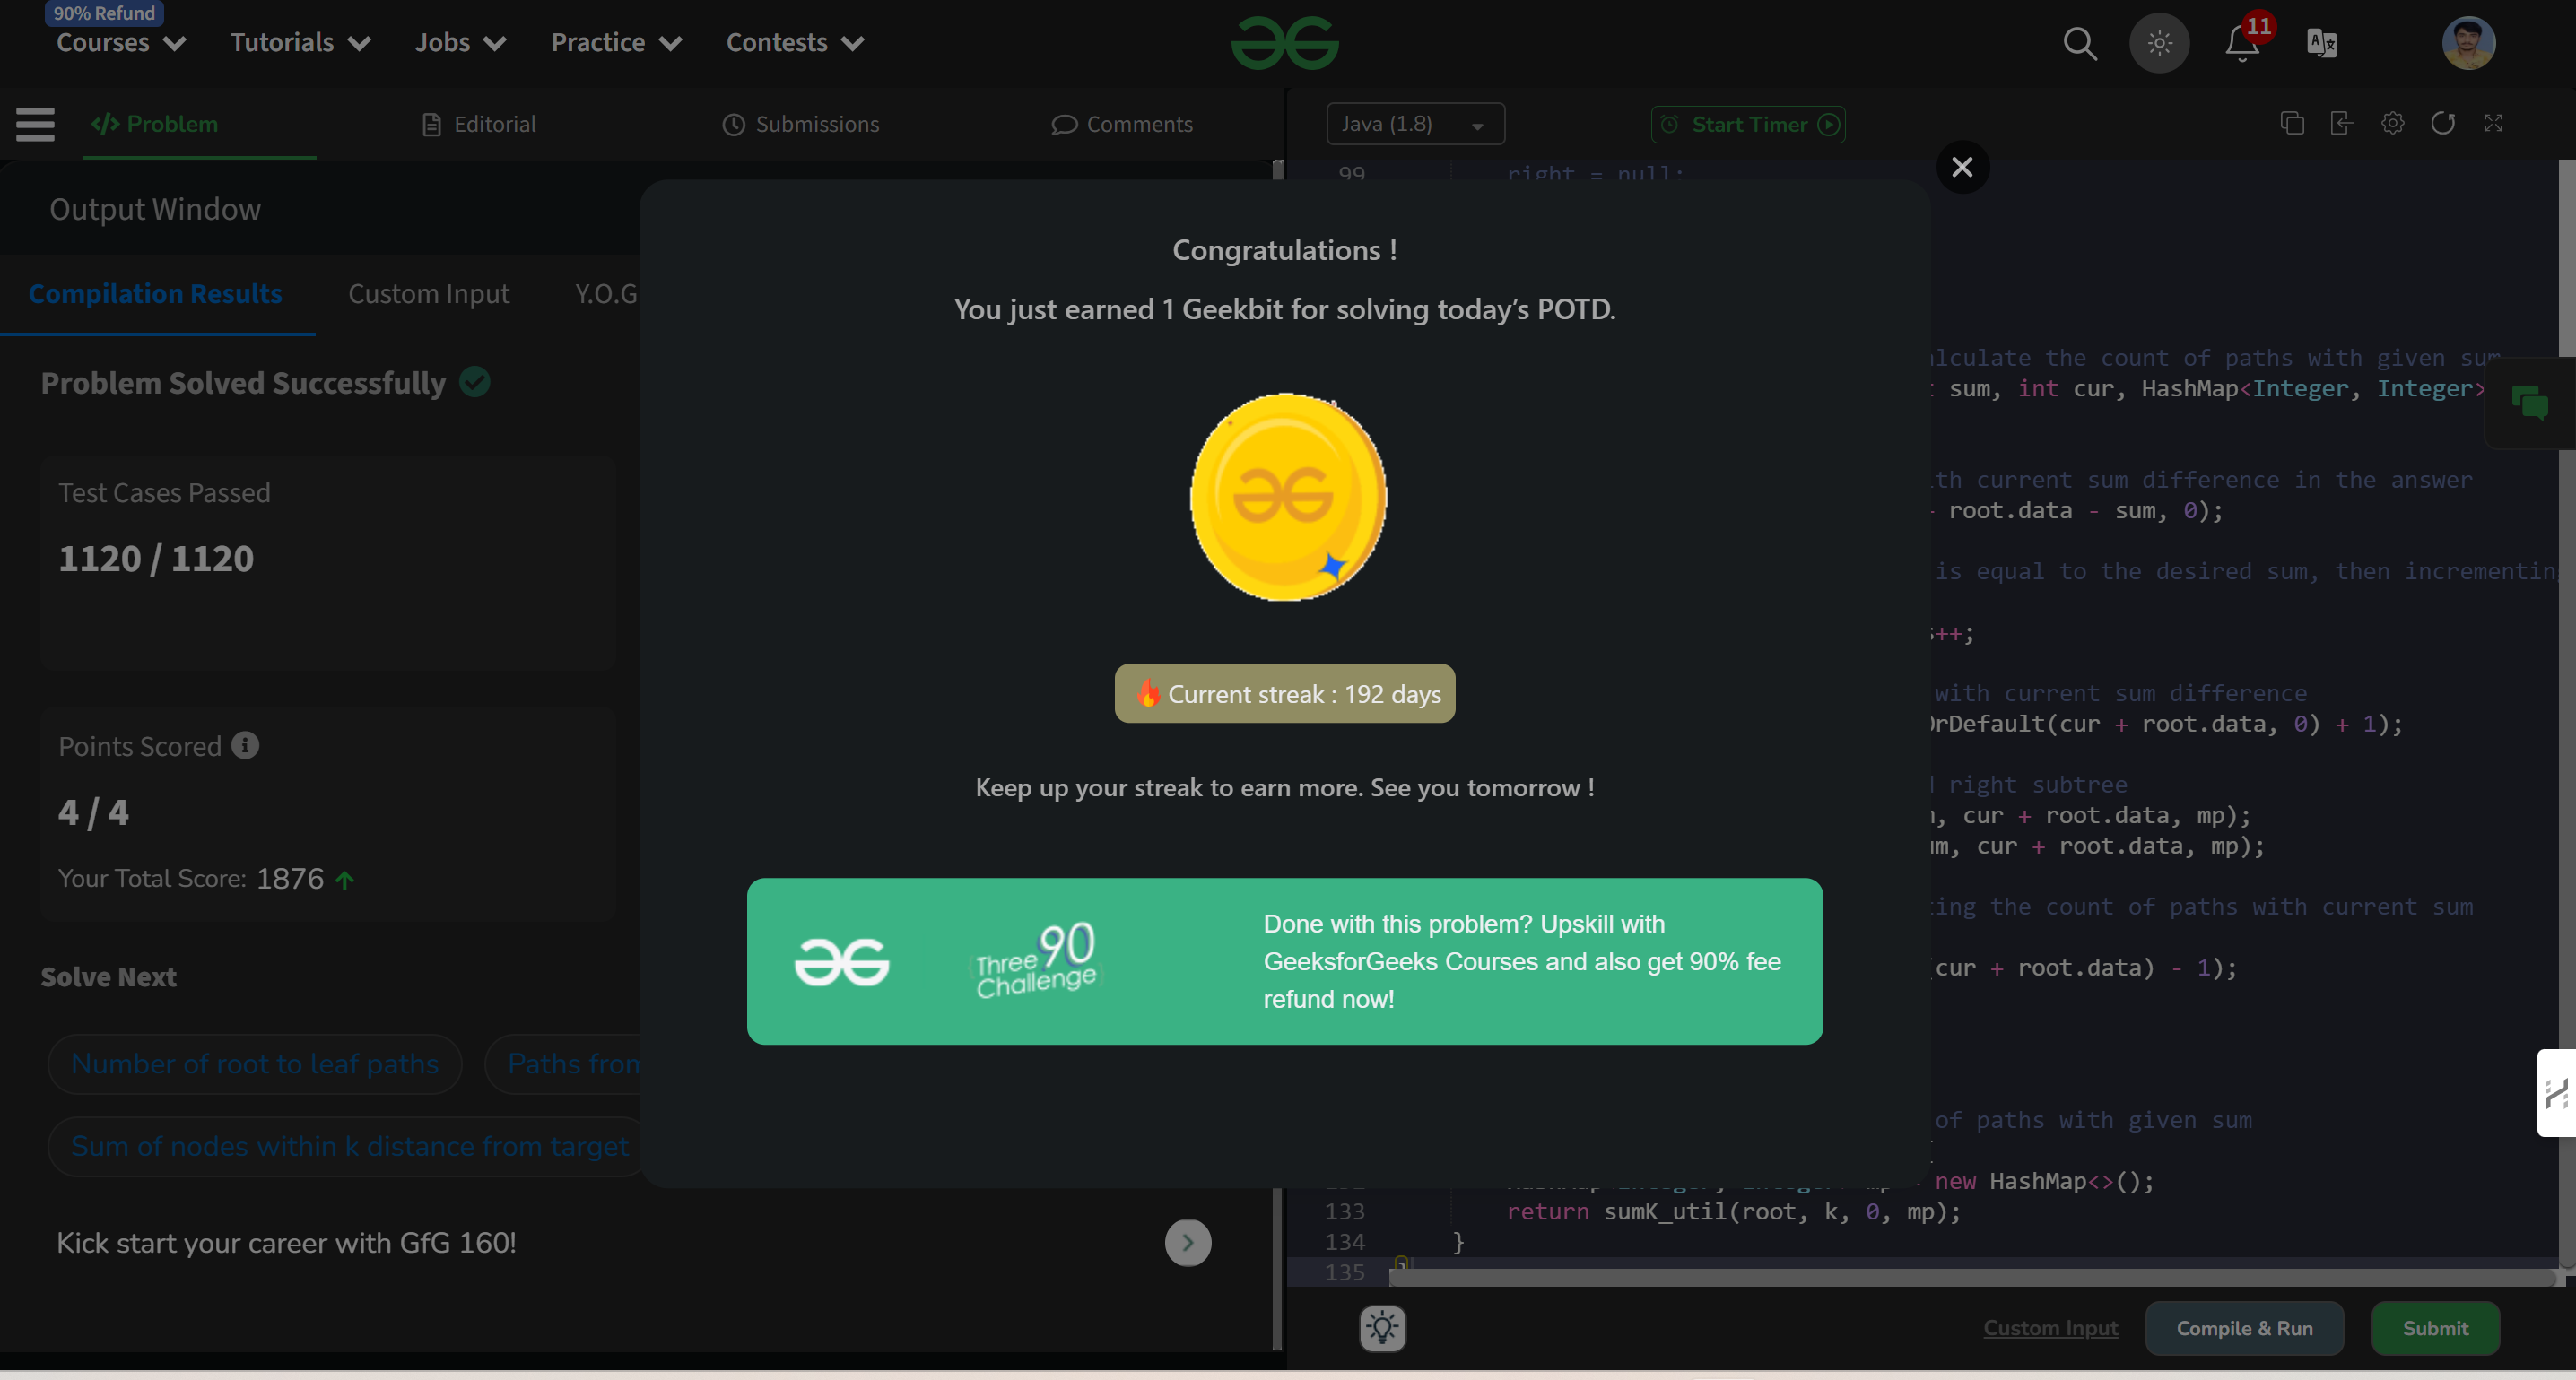 90% Refund
Courses Tutorials Jobs Practice Contests
11
Problem Editorial Submissions Comments
Java (1.8) Start Timer
Output Window
Compilation Results Custom Input Y.O.G
Problem Solved Successfully
Test Cases Passed
1120 / 1120
Points Scored
4 / 4
Your Total Score: 1876
Solve Next
Number of root to leaf paths Paths from
Sum of nodes within k distance from target
Kick start your career with GfG 160!
Congratulations !
You just earned 1 Geekbit for solving today's POTD.
Current streak : 192 days
Keep up your streak to earn more. See you tomorrow !
Three 90 Challenge
Done with this problem? Upskill with
GeeksforGeeks Courses and also get 90% fee
refund now!
99 right = null;
the count of paths with given sum
sum, int cur, HashMap<Integer, Integer>
current sum difference in the answer
root.data - sum, 0);
is equal to the desired sum, then incrementin
++;
with current sum difference
OrDefault(cur + root.data, 0) + 1);
right subtree
, cur + root.data, mp);
, cur + root.data, mp);
the count of paths with current sum
(cur + root.data) - 1);
of paths with given sum
new HashMap<>();
133 return sumK_util(root, k, 0, mp);
134 }
135 }
Custom Input Compile & Run Submit